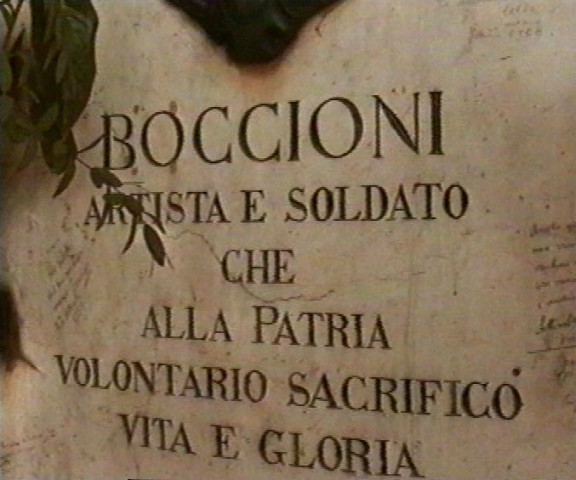 BOCCIONI
ARTISTA E SOLDATO
CHE
ALLA PATRIA
VOLONTARIO SACRIFICÒ
VITA E GLORIA